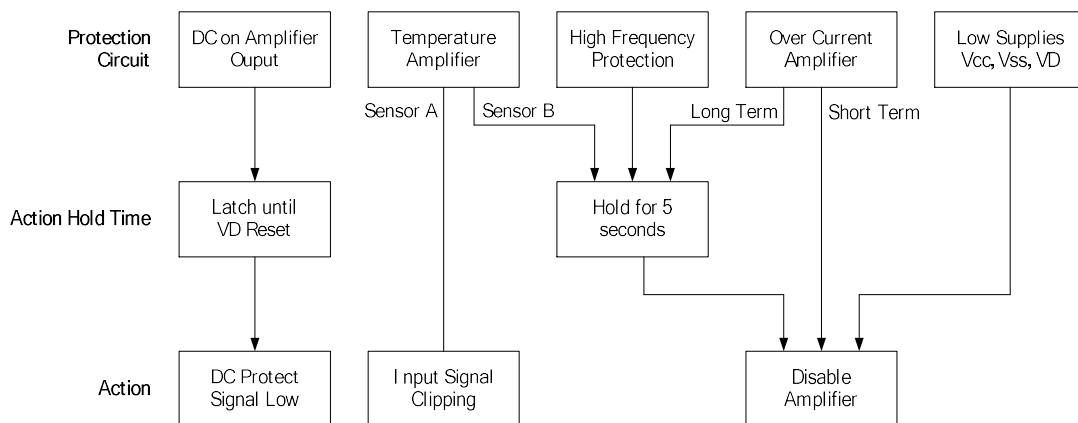 Protection
Circuit
DC on Amplifier
Ouput
Temperature
Amplifier
High Frequency
Protection
Over Current
Amplifier
Low Supplies
Vcc, Vss, VD
Sensor A
Sensor B
Long Term
Short Term
Action Hold Time
Latch until
VD Reset
Hold for 5
seconds
Action
DC Protect
Signal Low
Input Signal
Clipping
Disable
Amplifier